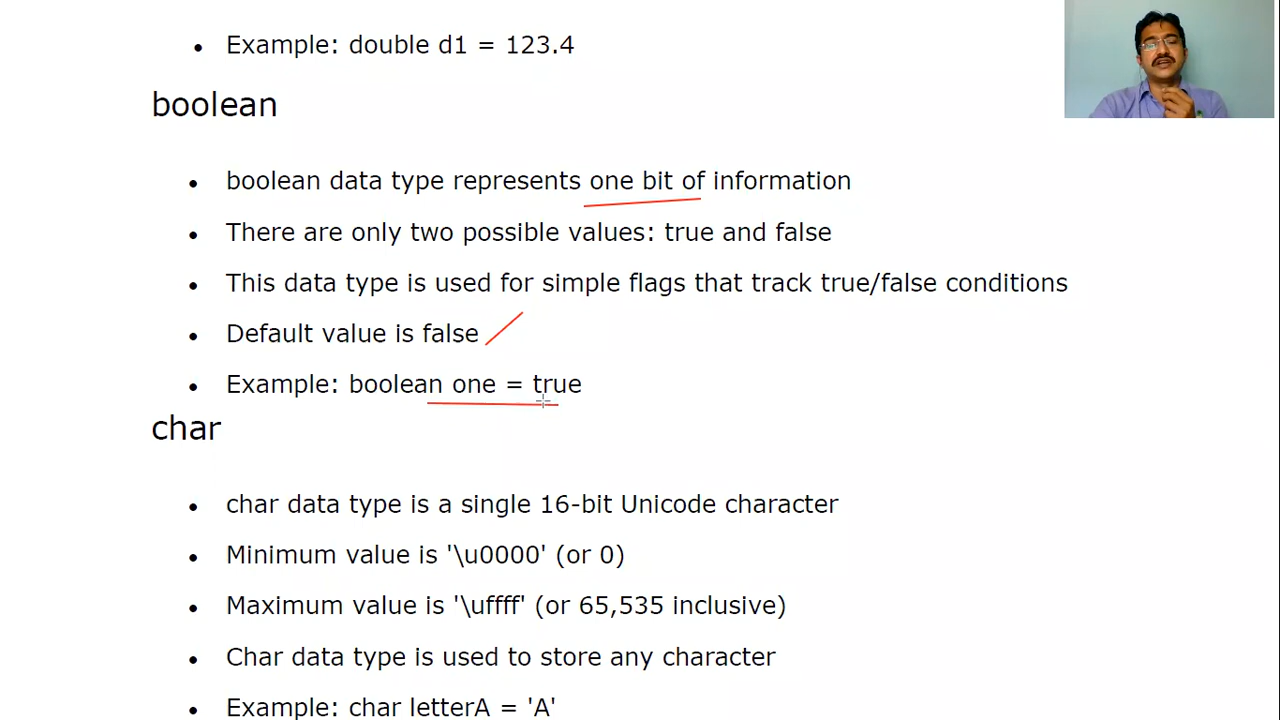 Example: double d1 = 123.4
boolean
boolean data type represents one bit of information
There are only two possible values: true and false
This data type is used for simple flags that track true/false conditions
Default value is false
Example: boolean one = true
char
char data type is a single 16-bit Unicode character
Minimum value is '\u0000' (or 0)
Maximum value is '\uffff' (or 65,535 inclusive)
Char data type is used to store any character
Example: char letterA = 'A'